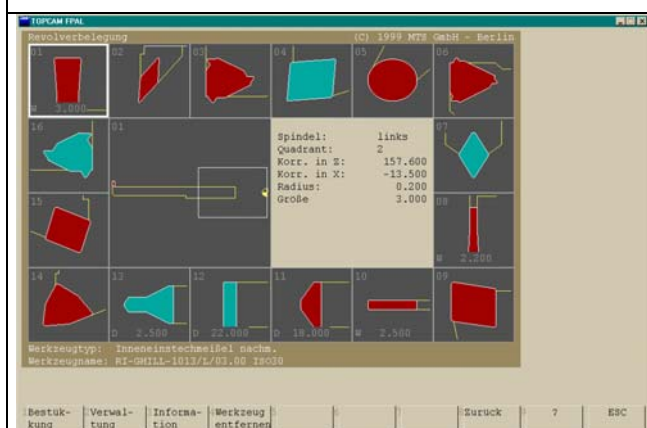 TOPCAM FPAL
Revolverbelegung (C) 1999 MTS GmbH - Berlin
01 02 03 04 05 06
W 3.000
16 01 07
Spindel: links
Quadrant: 2
Korr. in Z: 157.600
Korr. in X: -13.500
Radius: 0.200
Große 3.000
15 08
W 2.200
14 13 12 11 10 09
D 2.500 D 22.000 D 18.000 W 2.500
Werkzeugtyp: Inneneinstechmeißel nachm.
Werkzeugname: RI-GHILL-1013/L/03.00 ISO30
Bestük- Verwal- Informa- Werkzeug Zuruck ? ESC
kung tung tion entfernen